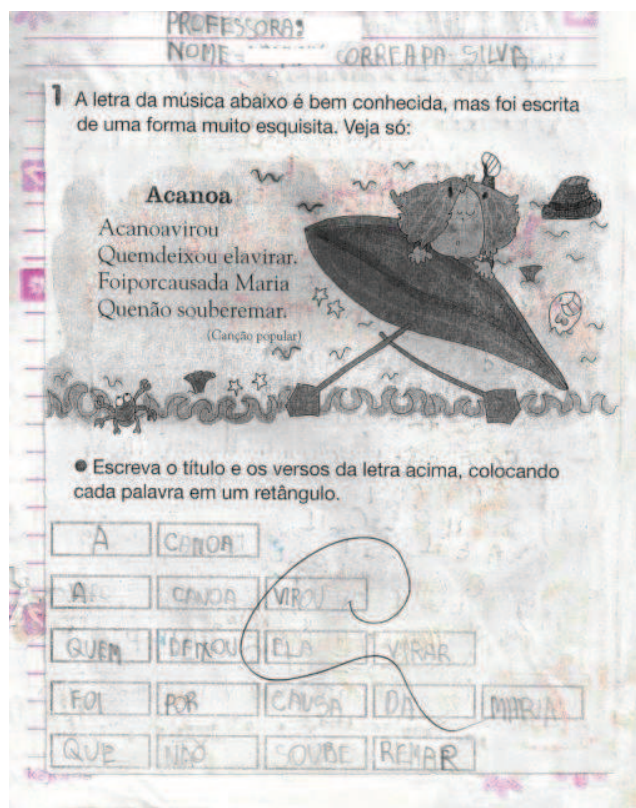 PROFESSORA:
NOME= CORREA DA SILVA
1 A letra da música abaixo é bem conhecida, mas foi escrita
de uma forma muito esquisita. Veja só:
Acanoa
Acanoavirou
Quemdeixou elavirar.
Foiporcausada Maria
Quenão souberemar.
(Canção popular)
● Escreva o título e os versos da letra acima, colocando
cada palavra em um retângulo.
A CANOA
A CANOA VIROU
QUEM DEIXOU ELA VIRAR
FOI POR CAUSA DA MARIA
QUE NÃO SOUBE REMAR